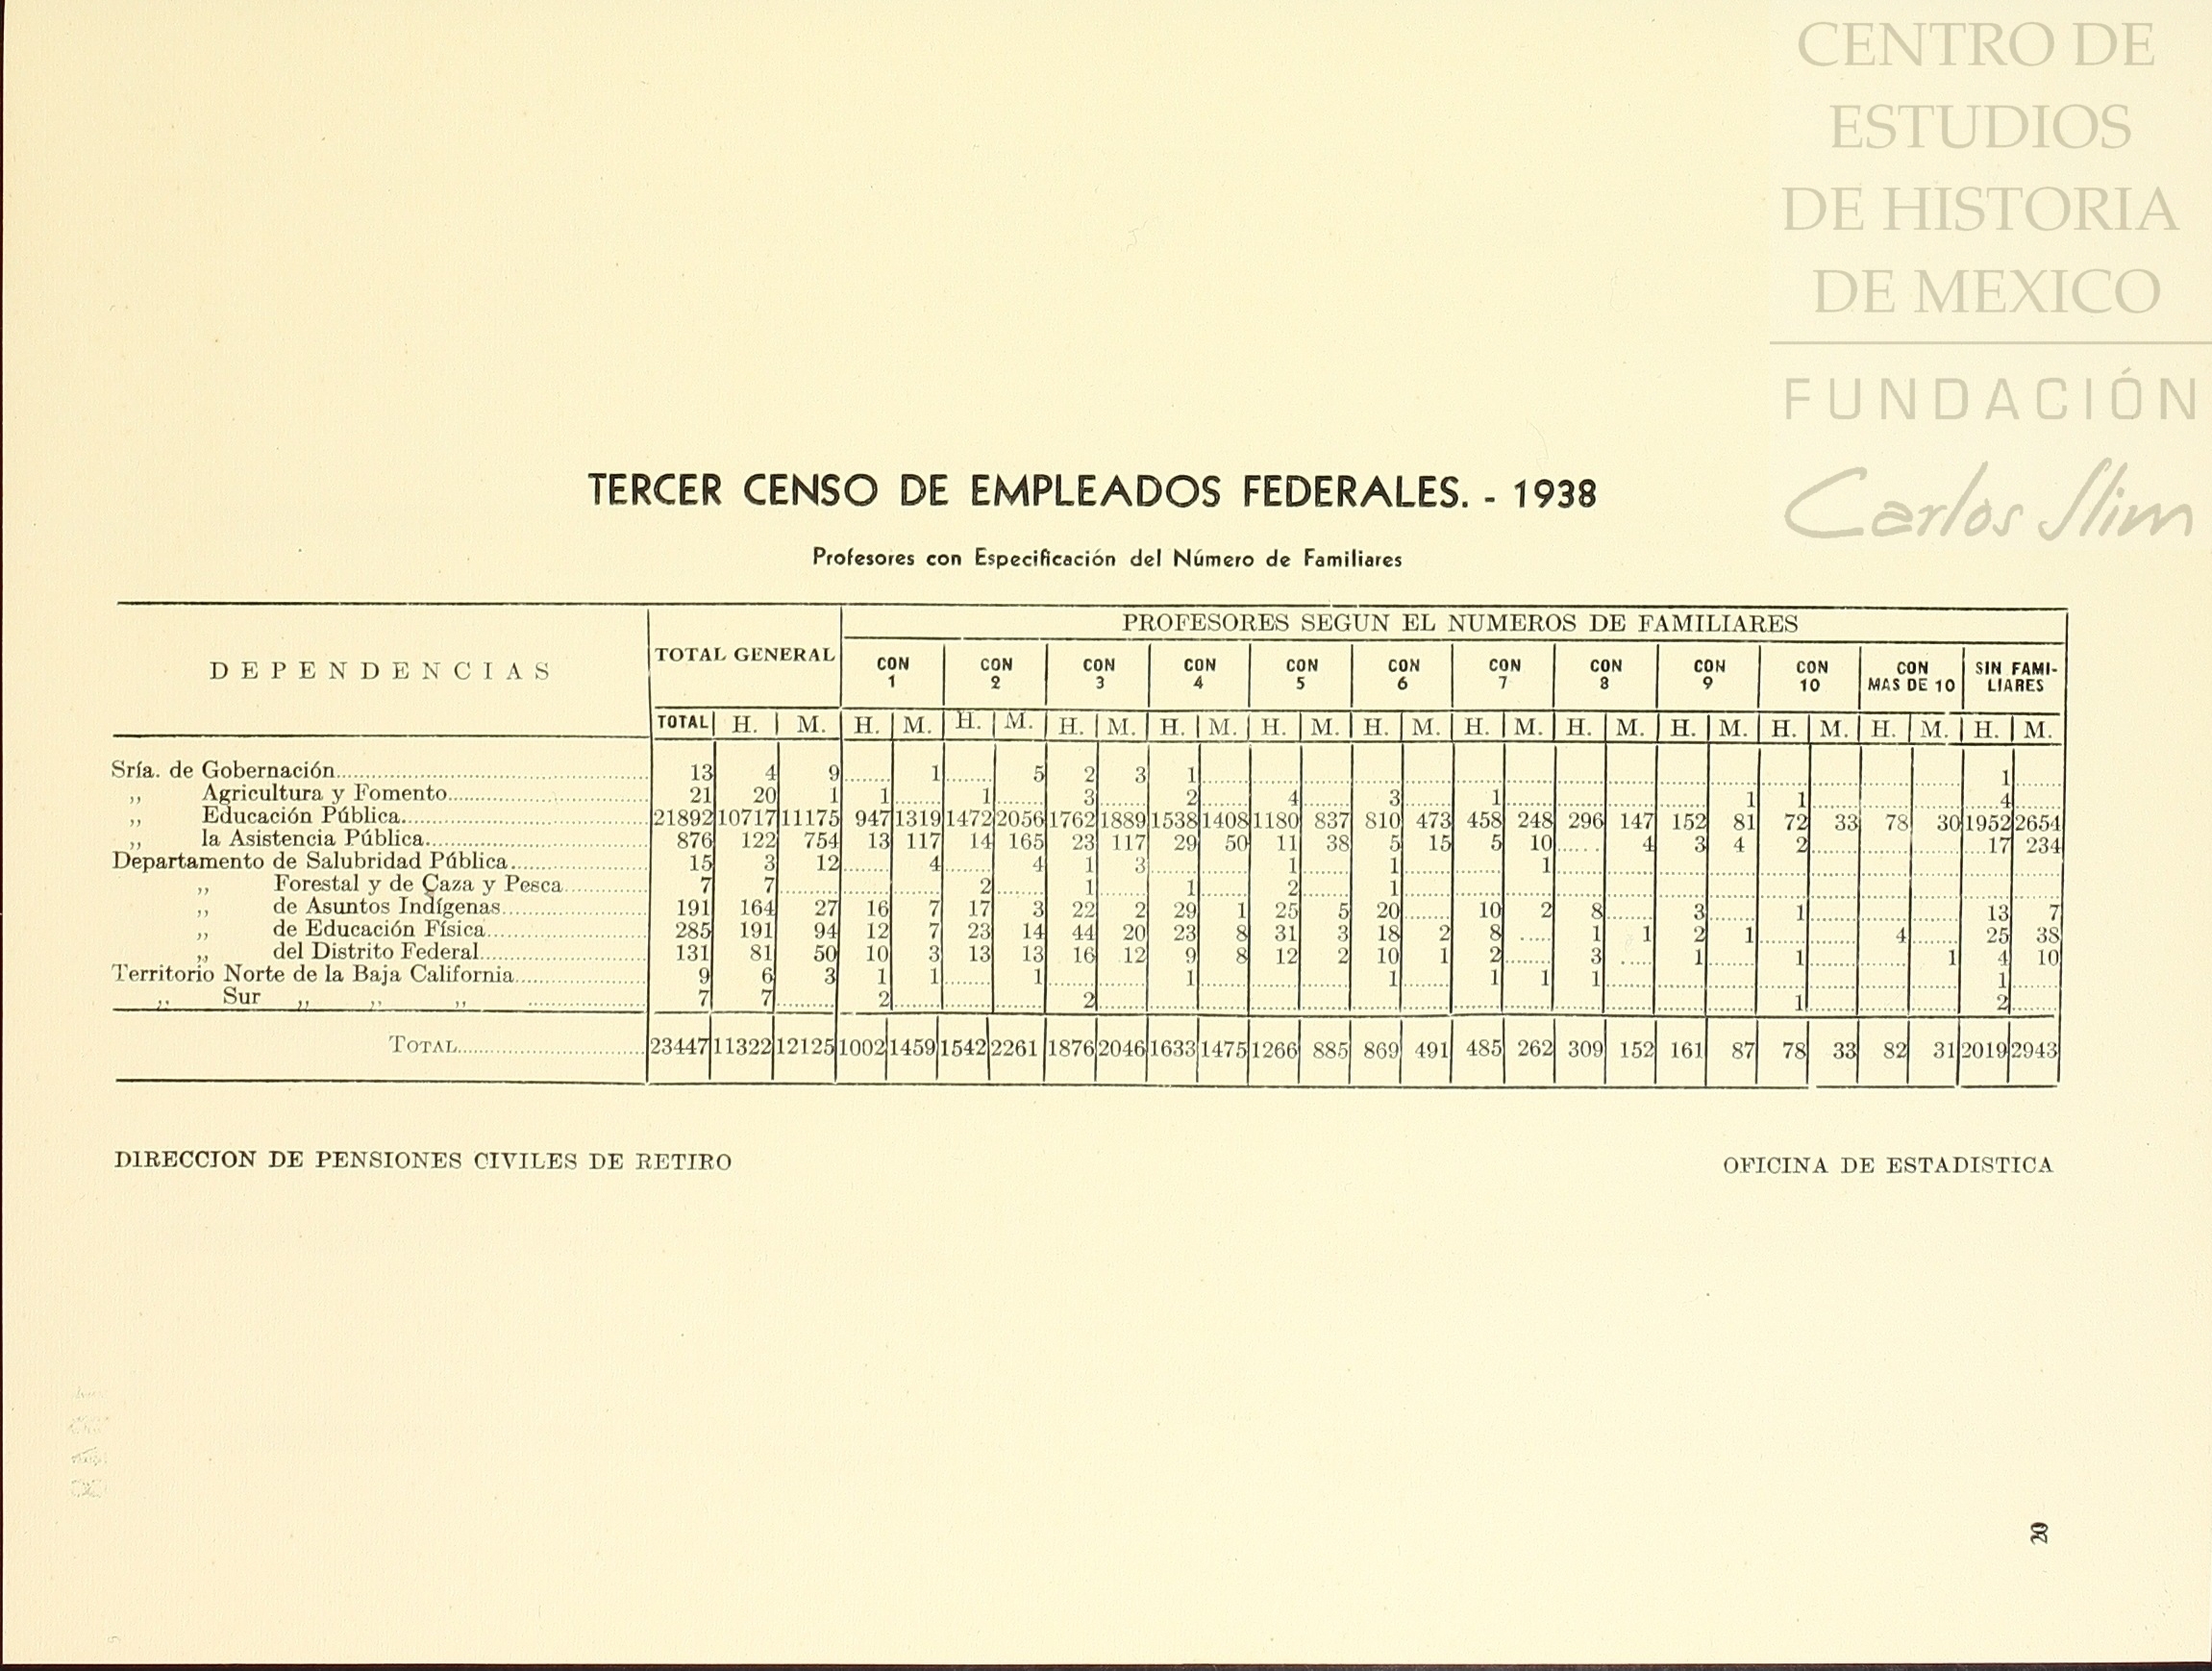 CENTRO DE
ESTUDIOS
DE HISTORIA
DE MEXICO
FUNDACIÓN
Carlos Slim
TERCER CENSO DE EMPLEADOS FEDERALES. - 1938
Profesores con Especificación del Número de Familiares
DEPENDENCIAS TOTAL GENERAL PROFESORES SEGUN EL NUMEROS DE FAMILIARES
CON 1 CON 2 CON 3 CON 4 CON 5 CON 6 CON 7 CON 8 CON 9 CON 10 CON MAS DE 10 SIN FAMI-LIARES
TOTAL H. M. H. M. H. M. H. M. H. M. H. M. H. M. H. M. H. M. H. M. H. M. H. M. H. M.
Sría. de Gobernación 13 4 9 1 5 2 3 1 1
,, Agricultura y Fomento 21 20 1 1 1 3 2 4 3 1 1 1 4
,, Educación Pública 21892 10717 11175 947 1319 1472 2056 1762 1889 1538 1408 1180 837 810 473 458 248 296 147 152 81 72 33 78 30 1952 2654
,, la Asistencia Pública 876 122 754 13 117 14 165 23 117 29 50 11 38 5 15 5 10 4 3 4 2 17 234
Departamento de Salubridad Pública 15 3 12 4 4 1 3 1 1 1
,, Forestal y de Caza y Pesca 7 7 2 1 1 2 1
,, de Asuntos Indígenas 191 164 27 16 7 17 3 22 2 29 1 25 5 20 10 2 8 3 1 13 7
,, de Educación Física 285 191 94 12 7 23 14 44 20 23 8 31 3 18 2 8 1 1 2 1 4 25 38
,, del Distrito Federal 131 81 50 10 3 13 13 16 12 9 8 12 2 10 1 2 3 1 1 1 4 10
Territorio Norte de la Baja California 9 6 3 1 1 1 1 1 1 1 1 1
,, Sur ,, ,, ,, 7 7 2 2 1 2
TOTAL 23447 11322 12125 1002 1459 1542 2261 1876 2046 1633 1475 1266 885 869 491 485 262 309 152 161 87 78 33 82 31 2019 2943
DIRECCION DE PENSIONES CIVILES DE RETIRO
OFICINA DE ESTADISTICA
20